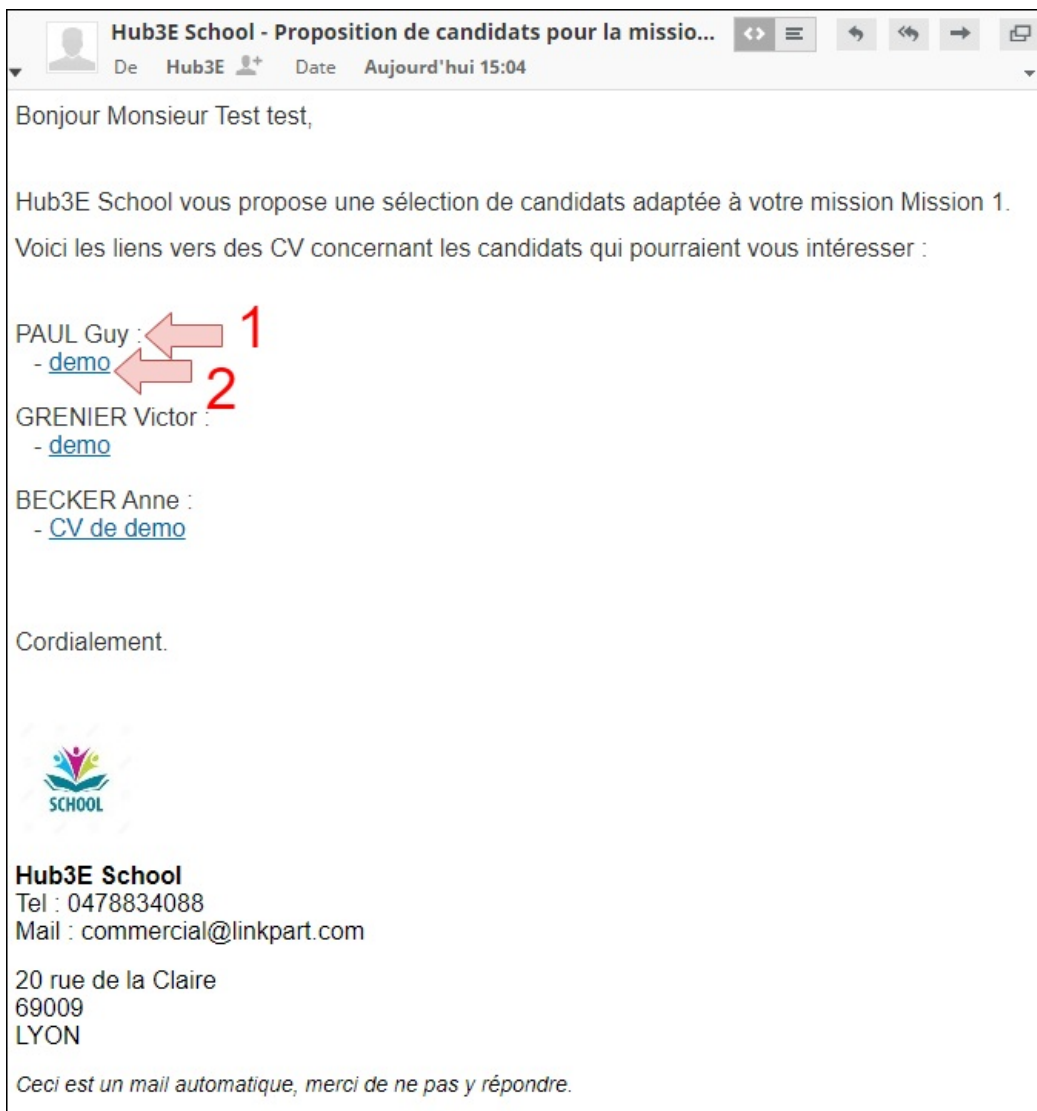 Hub3E School - Proposition de candidats pour la missio...
De Hub3E Date Aujourd'hui 15:04
Bonjour Monsieur Test test,
Hub3E School vous propose une sélection de candidats adaptée à votre mission Mission 1.
Voici les liens vers des CV concernant les candidats qui pourraient vous intéresser :
PAUL Guy : 1
- demo 2
GRENIER Victor :
- demo
BECKER Anne :
- CV de demo
Cordialement.
SCHOOL
Hub3E School
Tel : 0478834088
Mail : commercial@linkpart.com
20 rue de la Claire
69009
LYON
Ceci est un mail automatique, merci de ne pas y répondre.